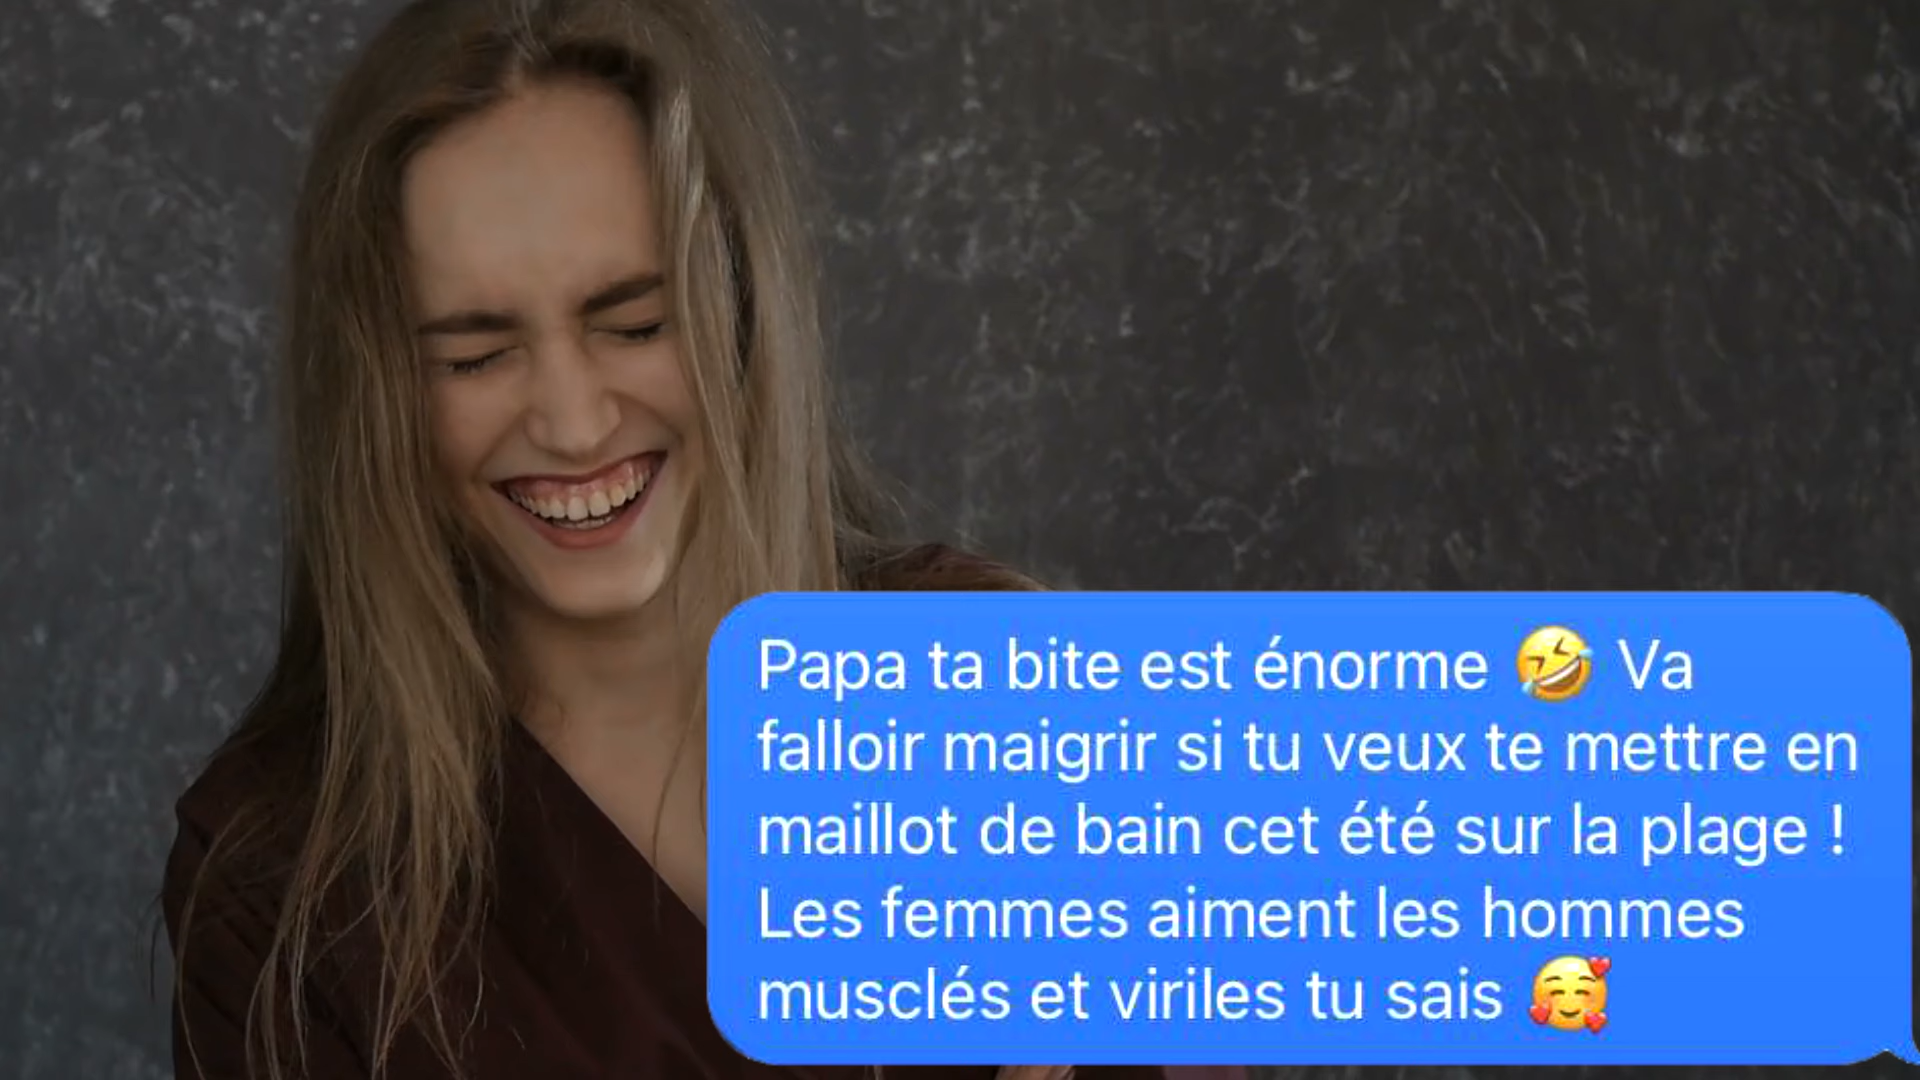 Papa ta bite est énorme 🤣 Va
falloir maigrir si tu veux te mettre en
maillot de bain cet été sur la plage !
Les femmes aiment les hommes
musclés et viriles tu sais 🥰